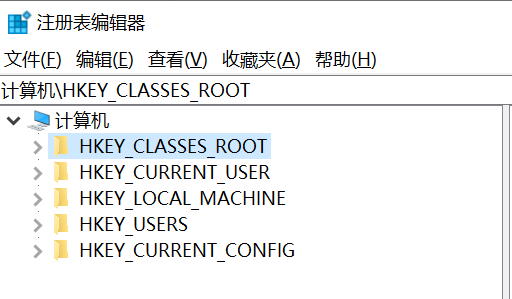 注册表编辑器
文件(F) 编辑(E) 查看(V) 收藏夹(A) 帮助(H)
计算机\HKEY_CLASSES_ROOT
计算机
HKEY_CLASSES_ROOT
HKEY_CURRENT_USER
HKEY_LOCAL_MACHINE
HKEY_USERS
HKEY_CURRENT_CONFIG